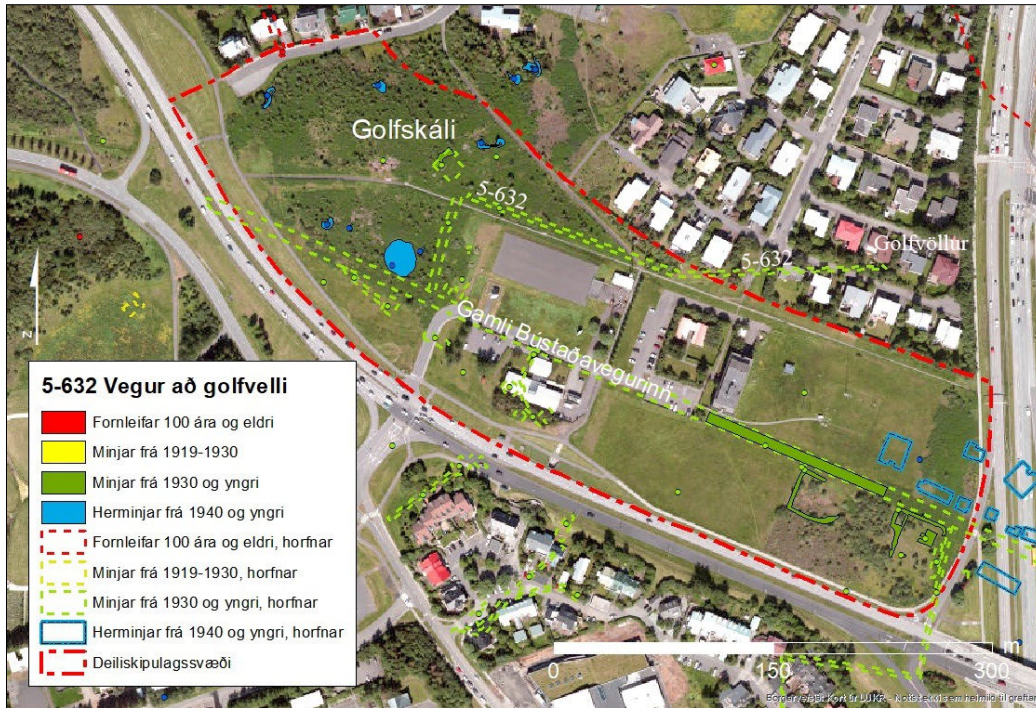 Golfskáli
5-632
5-632
Golfvöllur
Gamli Bústaðavegurinn
N
5-632 Vegur að golfvelli
Fornleifar 100 ára og eldri
Minjar frá 1919-1930
Minjar frá 1930 og yngri
Herminjar frá 1940 og yngri
Fornleifar 100 ára og eldri, horfnar
Minjar frá 1919-1930, horfnar
Minjar frá 1930 og yngri, horfnar
Herminjar frá 1940 og yngri, horfnar
Deiliskipulagssvæði
m
0 150 300